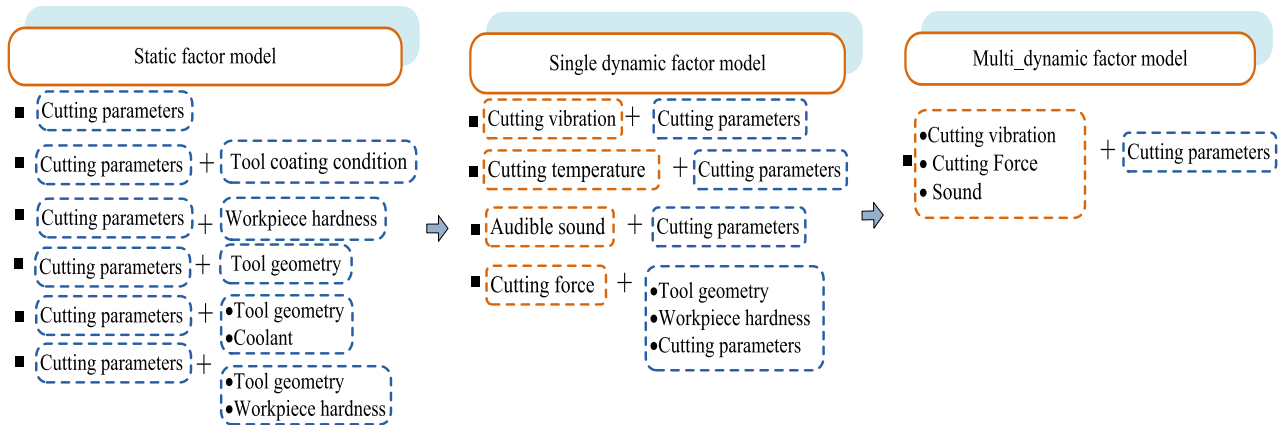 Static factor model
Cutting parameters
Cutting parameters + Tool coating condition
Cutting parameters + Workpiece hardness
Cutting parameters + Tool geometry
Cutting parameters + •Tool geometry
•Coolant
Cutting parameters + •Tool geometry
•Workpiece hardness
Single dynamic factor model
Cutting vibration + Cutting parameters
Cutting temperature + Cutting parameters
Audible sound + Cutting parameters
Cutting force + •Tool geometry
•Workpiece hardness
•Cutting parameters
Multi_dynamic factor model
•Cutting vibration
• Cutting Force + Cutting parameters
• Sound